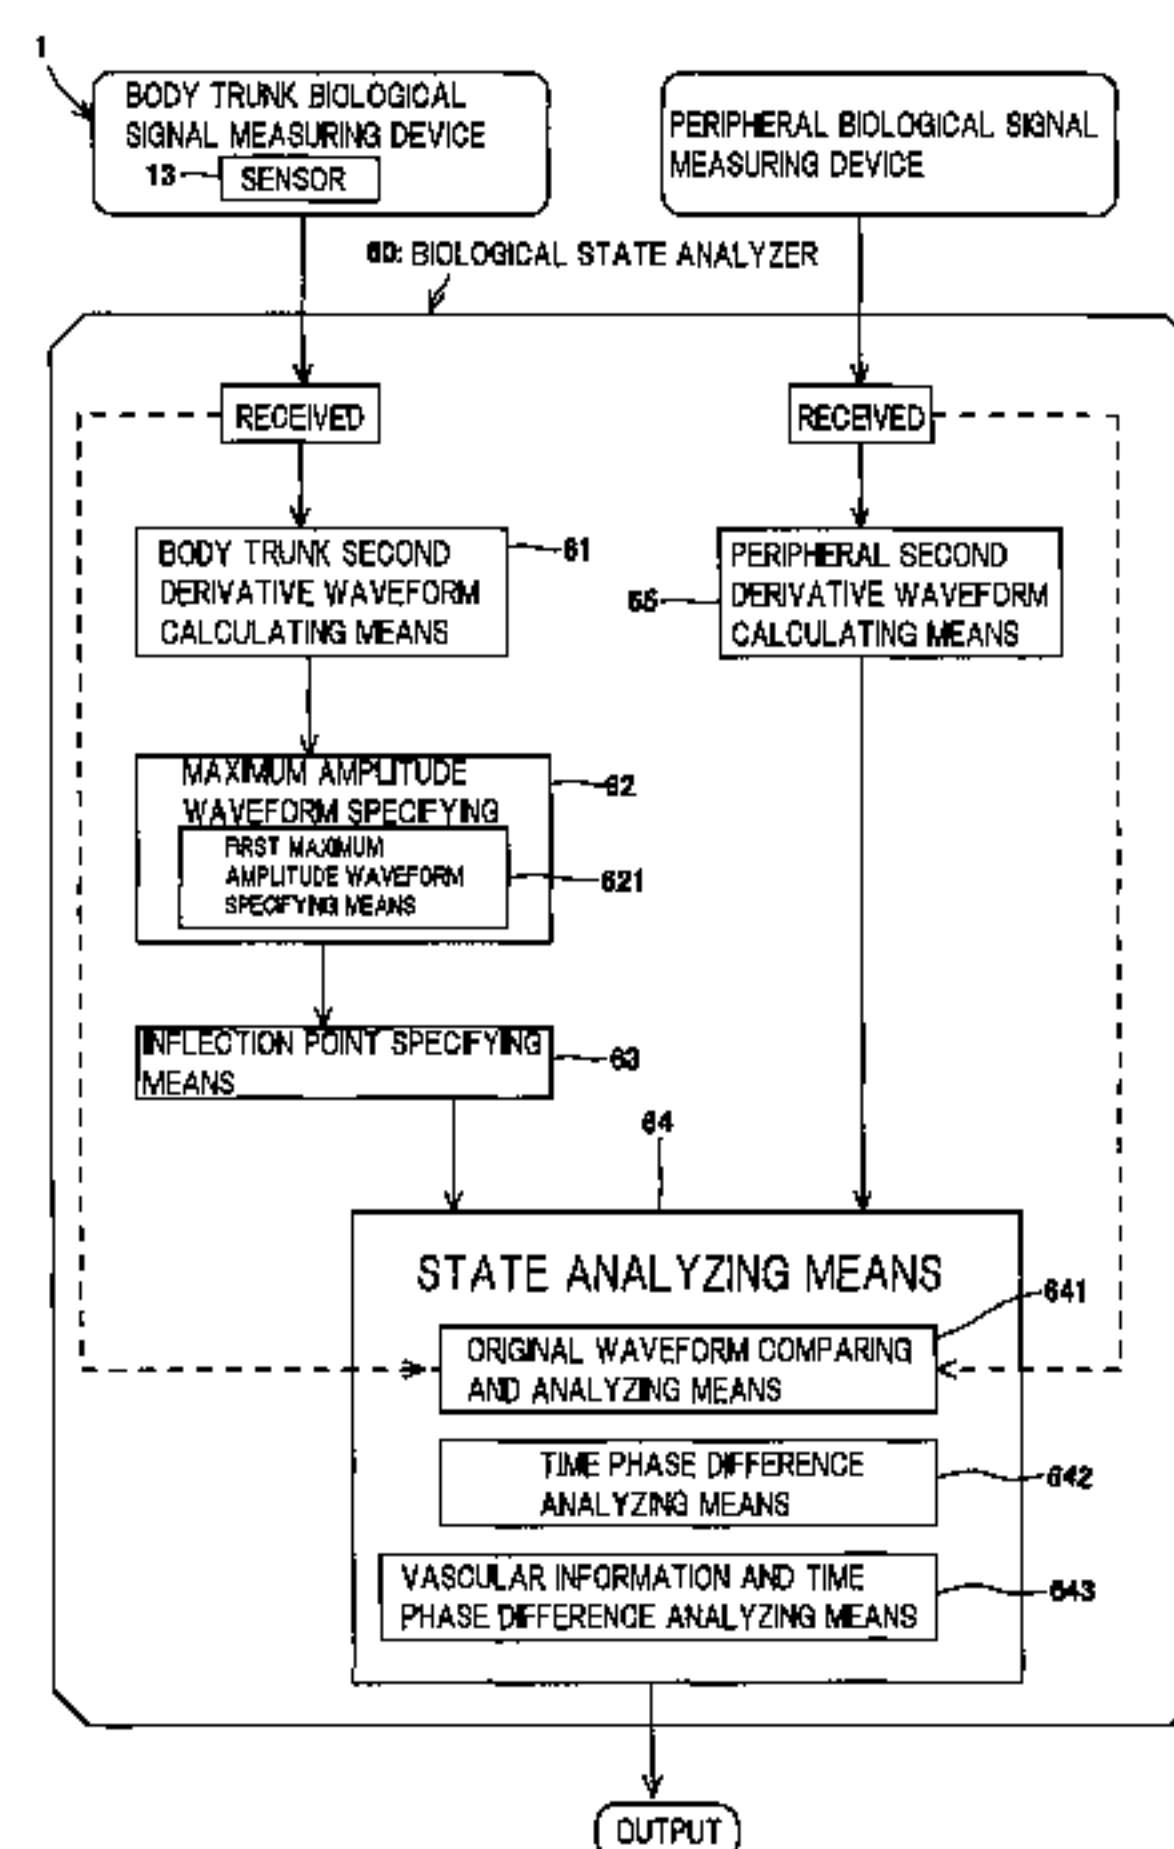 1
BODY TRUNK BIOLOGICAL
SIGNAL MEASURING DEVICE
13
SENSOR
PERIPHERAL BIOLOGICAL SIGNAL
MEASURING DEVICE
60: BIOLOGICAL STATE ANALYZER
RECEIVED
RECEIVED
BODY TRUNK SECOND
DERIVATIVE WAVEFORM
CALCULATING MEANS
61
PERIPHERAL SECOND
DERIVATIVE WAVEFORM
CALCULATING MEANS
65
MAXIMUM AMPLITUDE
WAVEFORM SPECIFYING
62
FIRST MAXIMUM
AMPLITUDE WAVEFORM
SPECIFYING MEANS
621
INFLECTION POINT SPECIFYING
MEANS
63
64
STATE ANALYZING MEANS
641
ORIGINAL WAVEFORM COMPARING
AND ANALYZING MEANS
TIME PHASE DIFFERENCE
ANALYZING MEANS
642
VASCULAR INFORMATION AND TIME
PHASE DIFFERENCE ANALYZING MEANS
643
OUTPUT